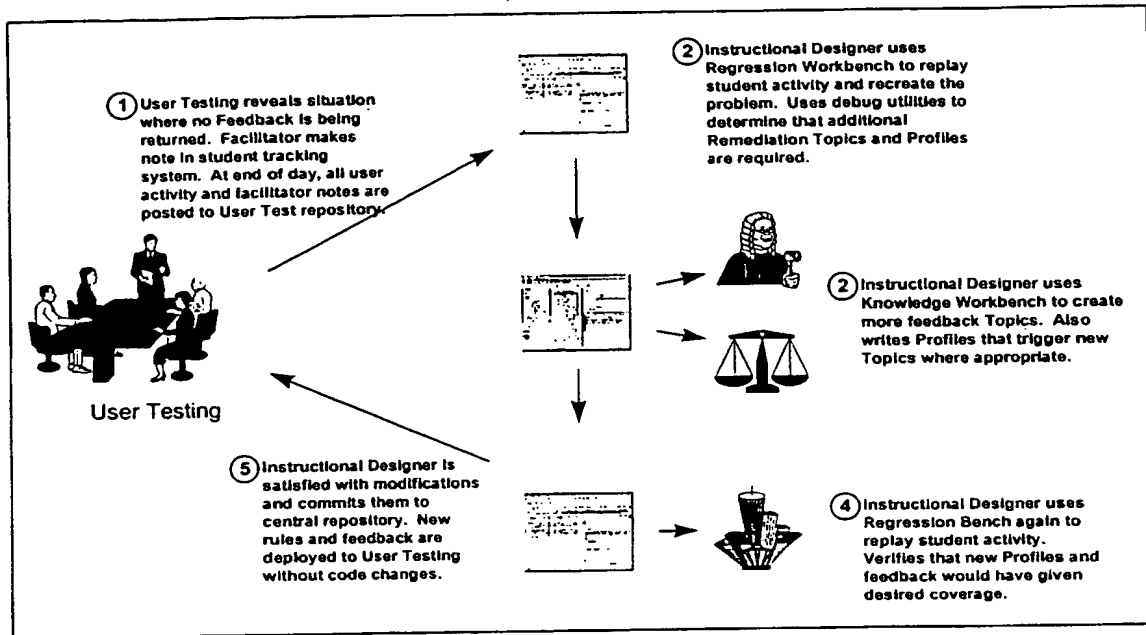 ① User Testing reveals situation
where no Feedback is being
returned. Facilitator makes
note in student tracking
system. At end of day, all user
activity and facilitator notes are
posted to User Test repository.
② Instructional Designer uses
Regression Workbench to replay
student activity and recreate the
problem. Uses debug utilities to
determine that additional
Remediation Topics and Profiles
are required.
② Instructional Designer uses
Knowledge Workbench to create
more feedback Topics. Also
writes Profiles that trigger new
Topics where appropriate.
User Testing
⑤ Instructional Designer is
satisfied with modifications
and commits them to
central repository. New
rules and feedback are
deployed to User Testing
without code changes.
④ Instructional Designer uses
Regression Bench again to
replay student activity.
Verifies that new Profiles and
feedback would have given
desired coverage.